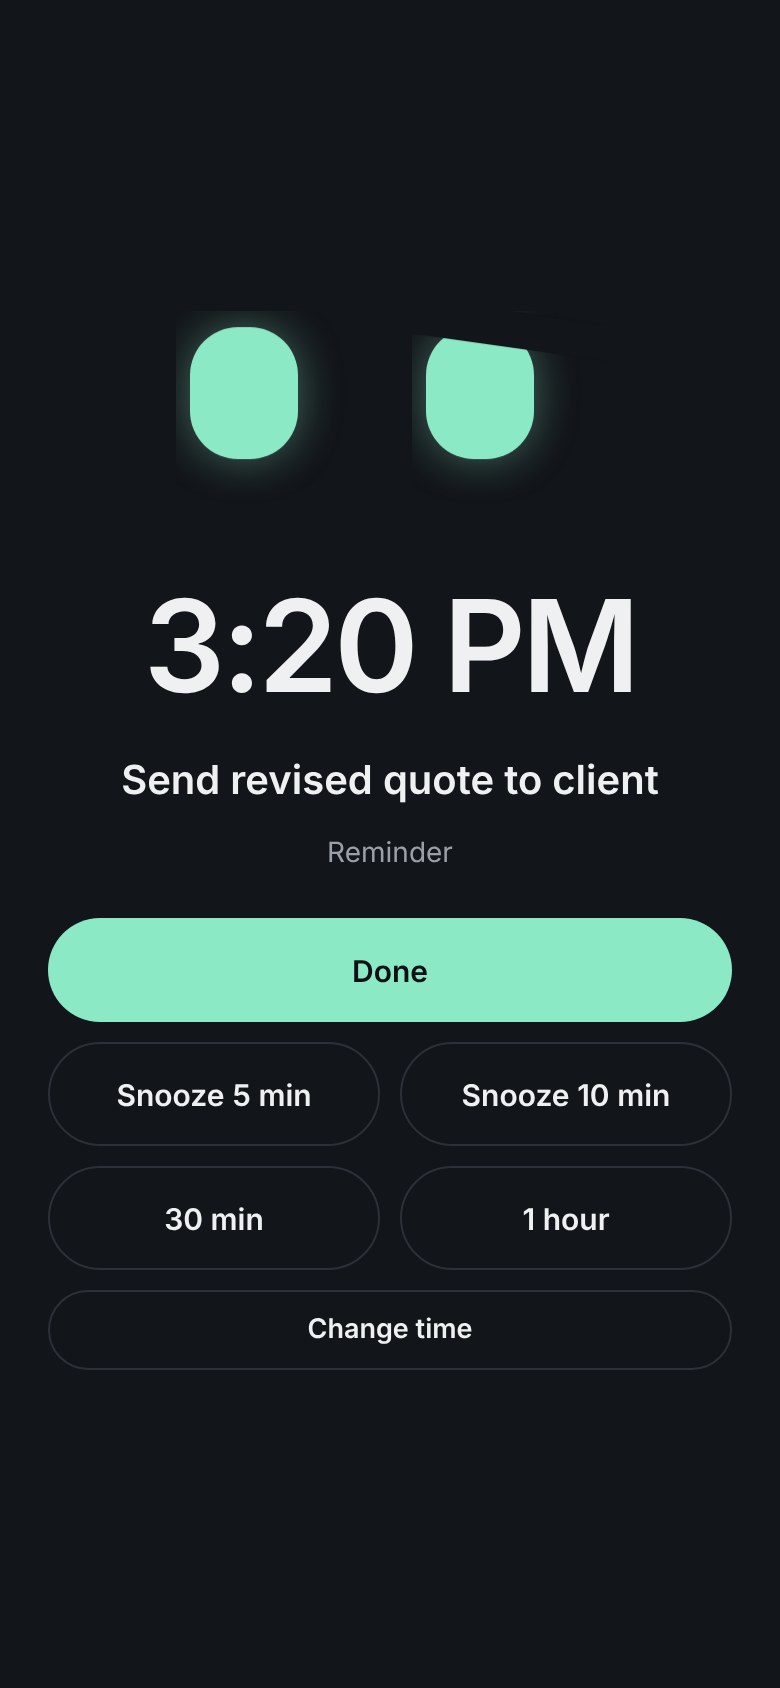 3:20 PM
Send revised quote to client
Reminder
Done
Snooze 5 min
Snooze 10 min
30 min
1 hour
Change time